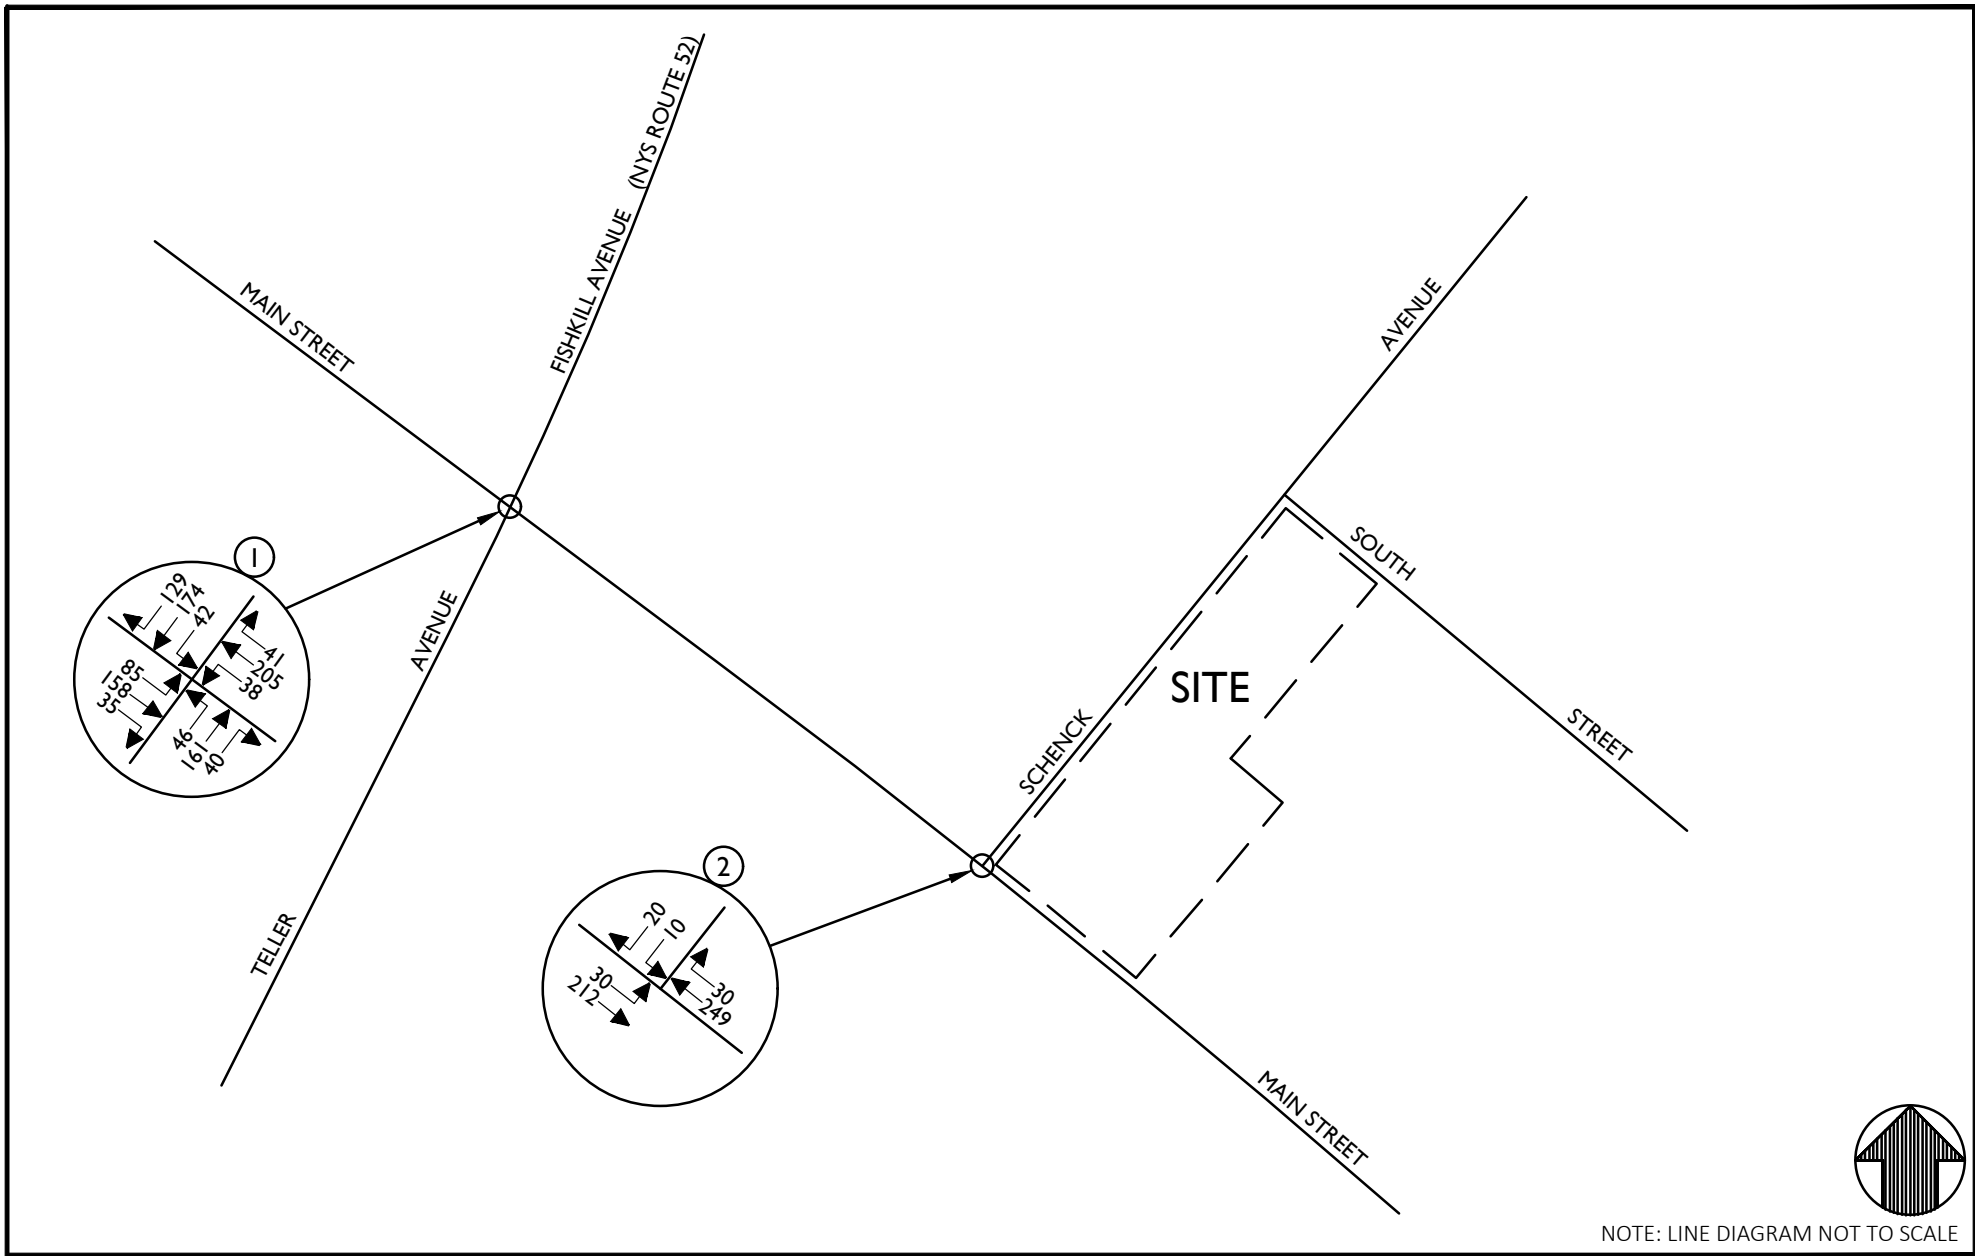 (NYS ROUTE 52)
FISHKILL AVENUE
MAIN STREET
AVENUE
SOUTH
1
129
174
42
41
205
38
85
158
35
46
161
40
AVENUE
SITE
SCHENCK
STREET
2
20
10
30
249
30
212
TELLER
MAIN STREET
NOTE: LINE DIAGRAM NOT TO SCALE